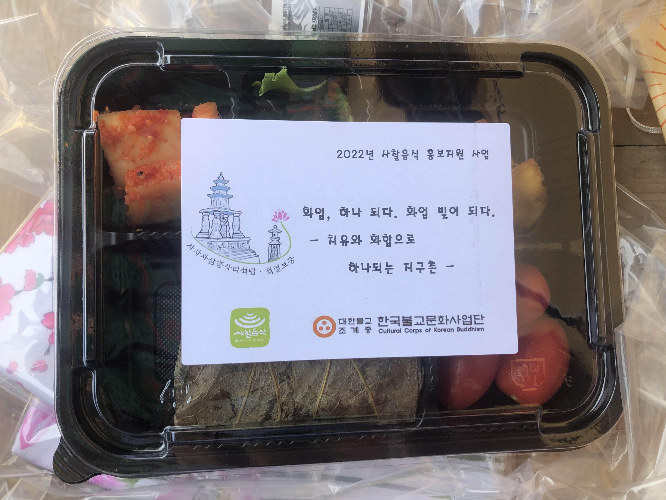 2022년 사찰음식 홍보지원 사업
화엄, 하나 되다. 화엄 빛이 되다.
- 치유와 화합으로
하나되는 지구촌 -
사찰음식
대한불교
조계종
한국불교문화사업단
Cultural Corps of Korean Buddhism